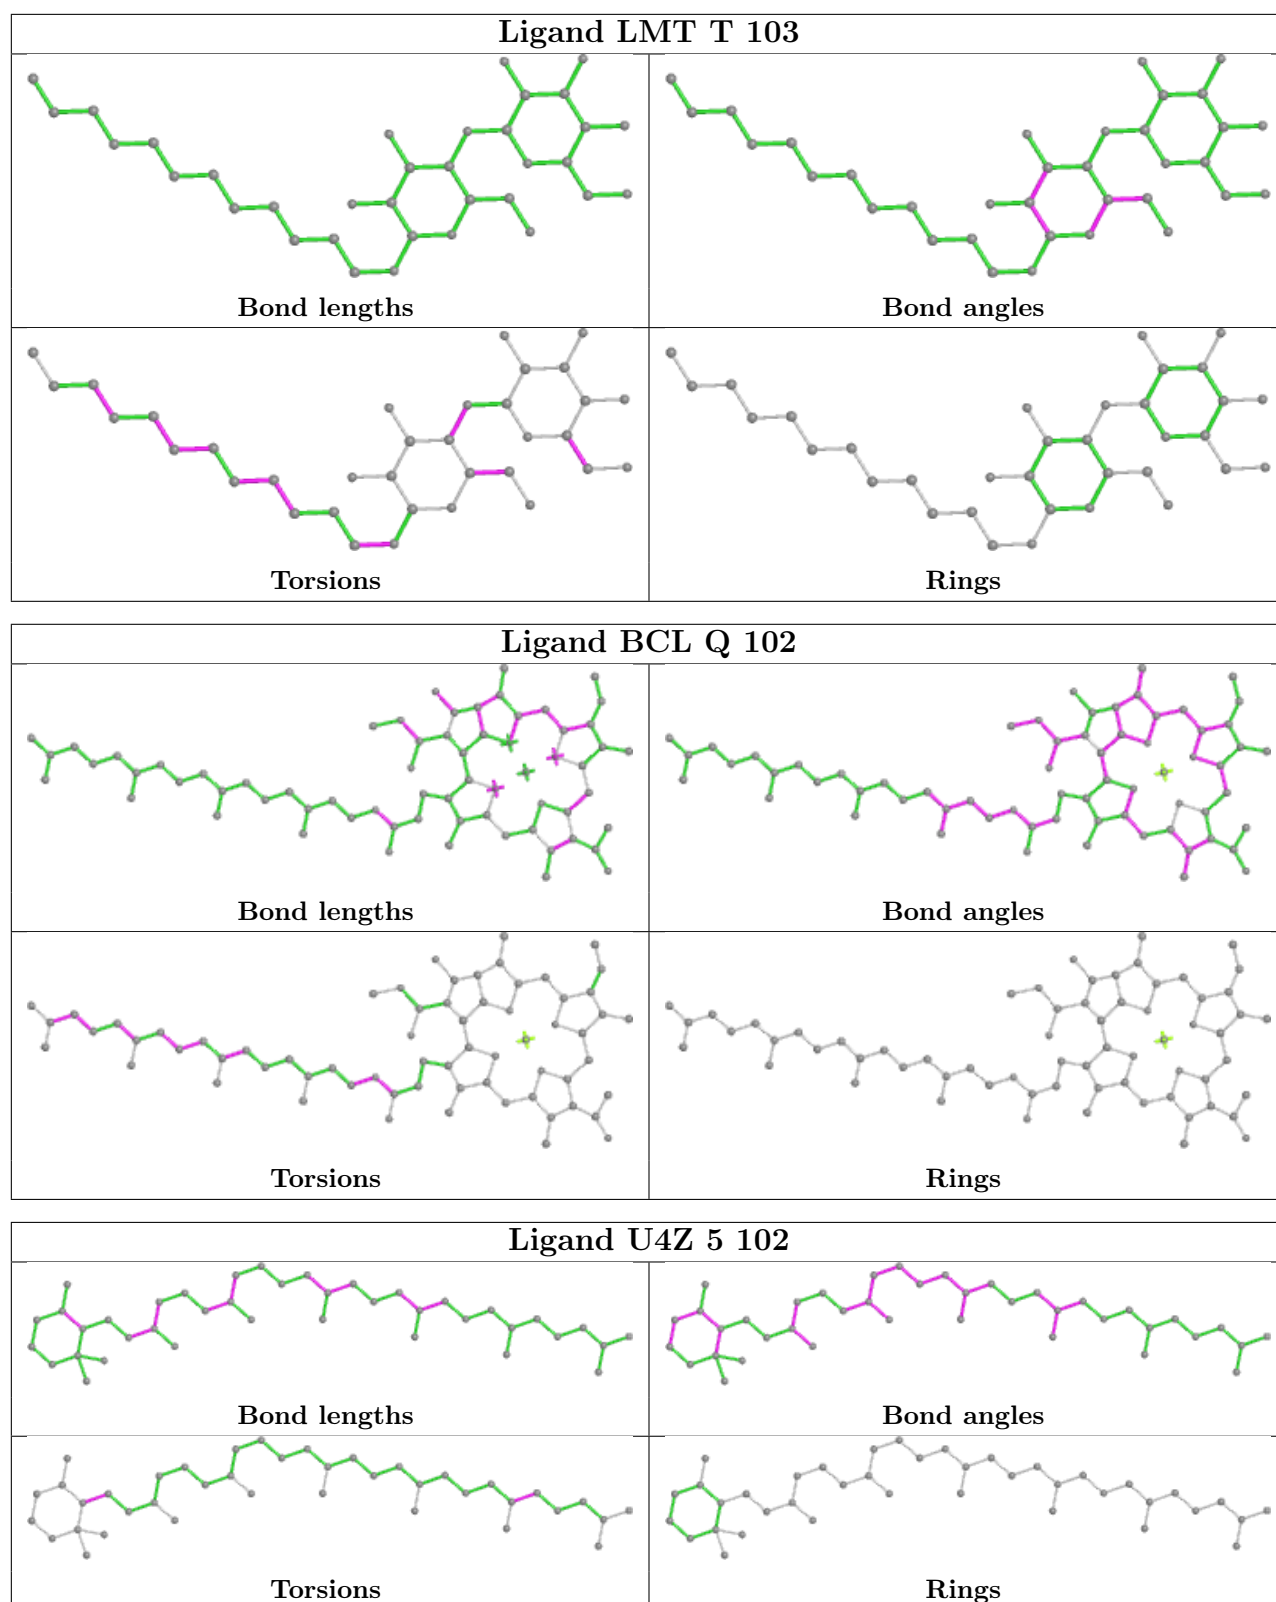 Ligand LMT T 103
Bond lengths
Bond angles
Torsions
Rings
Ligand BCL Q 102
Bond lengths
Bond angles
Torsions
Rings
Ligand U4Z 5 102
Bond lengths
Bond angles
Torsions
Rings